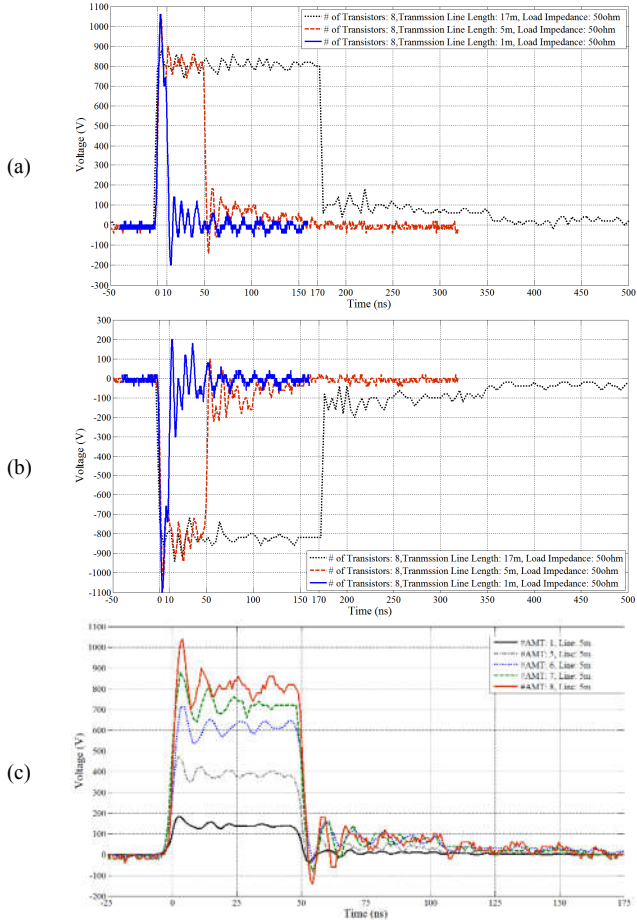 (a)
Voltage (V)
1100
1000
900
800
700
600
500
400
300
200
100
0
-100
-200
-300
# of Transistors: 8,Tranmssion Line Length: 17m, Load Impedance: 50ohm
# of Transistors: 8,Tranmssion Line Length: 5m, Load Impedance: 50ohm
# of Transistors: 8,Tranmssion Line Length: 1m, Load Impedance: 50ohm
-50 0 10 50 100 150 170 200 250 300 350 400 450 500
Time (ns)
(b)
Voltage (V)
300
200
100
0
-100
-200
-300
-400
-500
-600
-700
-800
-900
-1000
-1100
# of Transistors: 8,Tranmssion Line Length: 17m, Load Impedance: 50ohm
# of Transistors: 8,Tranmssion Line Length: 5m, Load Impedance: 50ohm
# of Transistors: 8,Tranmssion Line Length: 1m, Load Impedance: 50ohm
-50 0 10 50 100 150 170 200 250 300 350 400 450 500
Time (ns)
(c)
Voltage (V)
1100
1000
900
800
700
600
500
400
300
200
100
0
-100
-200
#AMT: 1, Line: 5m
#AMT: 5, Line: 5m
#AMT: 6, Line: 5m
#AMT: 7, Line: 5m
#AMT: 8, Line: 5m
-25 0 25 50 75 100 125 150 175
Time (ns)